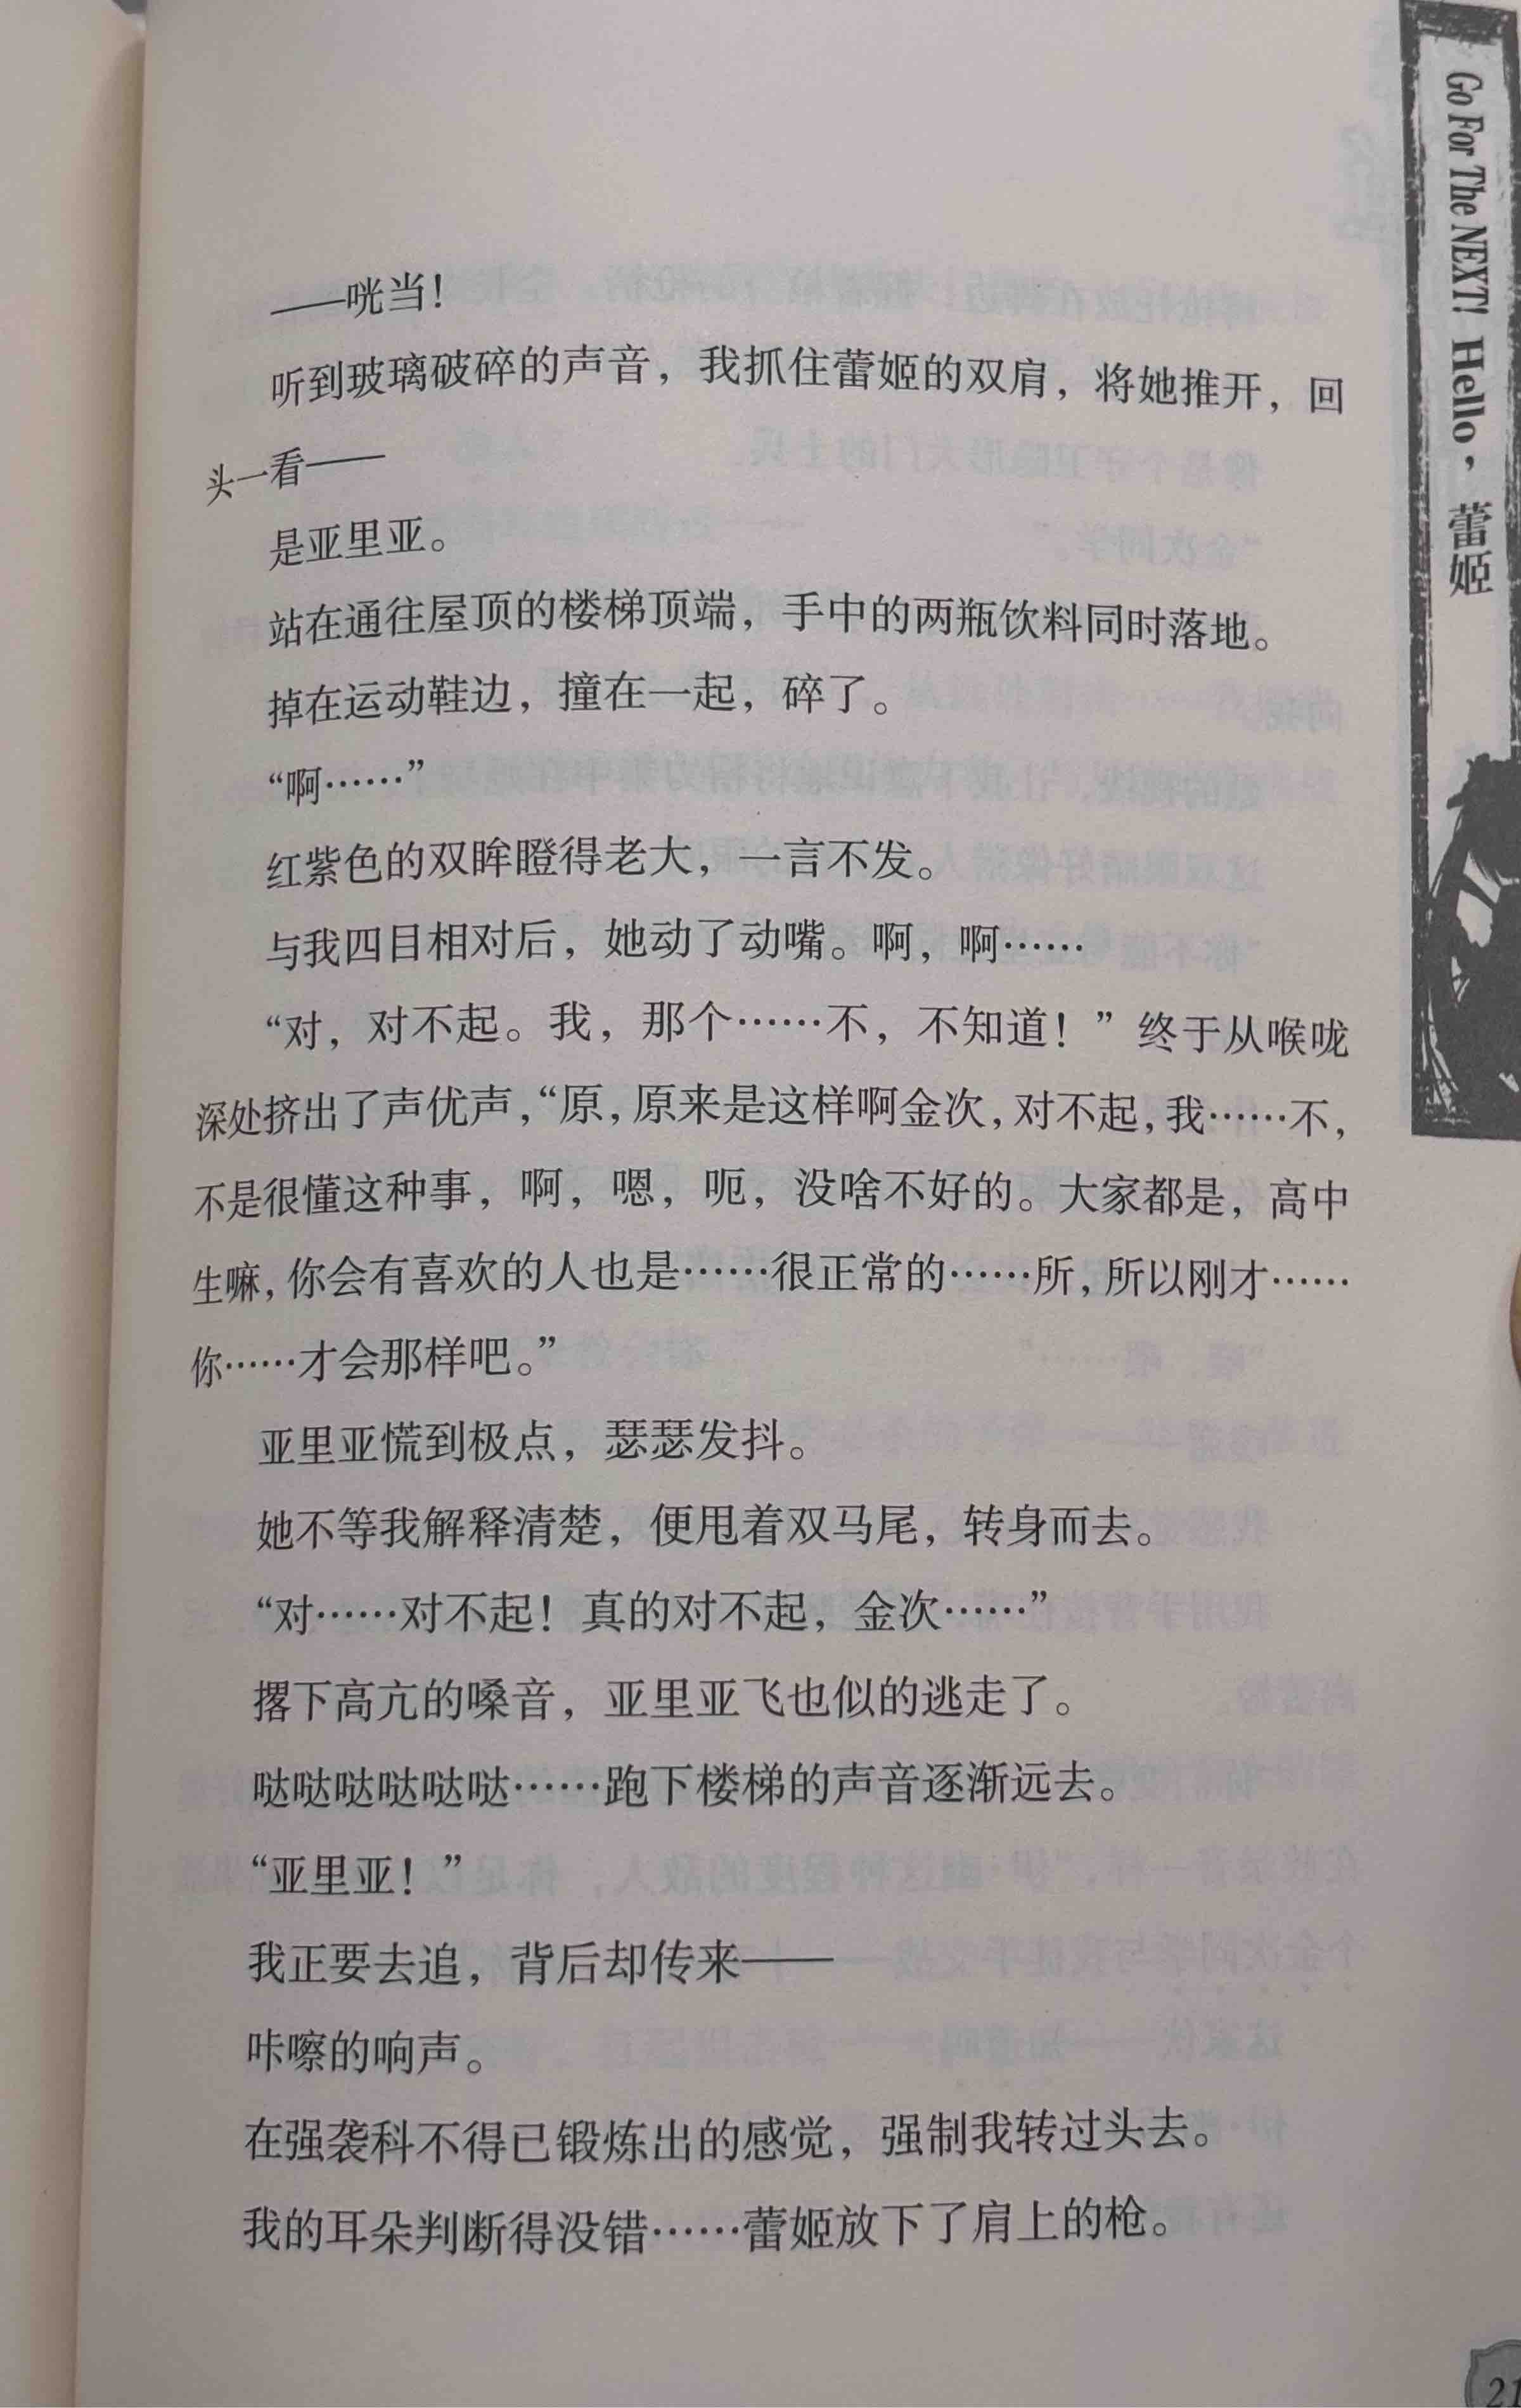 ——咣当！
听到玻璃破碎的声音，我抓住蕾姬的双肩，将她推开，回
头一看——
是亚里亚。
站在通往屋顶的楼梯顶端，手中的两瓶饮料同时落地。
掉在运动鞋边，撞在一起，碎了。
“啊……”
红紫色的双眸瞪得老大，一言不发。
与我四目相对后，她动了动嘴。啊，啊……
“对，对不起。我，那个……不，不知道！”终于从喉咙
深处挤出了声优声，“原，原来是这样啊金次，对不起，我……不，
不是很懂这种事，啊，嗯，呃，没啥不好的。大家都是，高中
生嘛，你会有喜欢的人也是……很正常的……所，所以刚才……
你……才会那样吧。”
亚里亚慌到极点，瑟瑟发抖。
她不等我解释清楚，便甩着双马尾，转身而去。
“对……对不起！真的对不起，金次……”
撂下高亢的嗓音，亚里亚飞也似的逃走了。
哒哒哒哒哒哒……跑下楼梯的声音逐渐远去。
“亚里亚！”
我正要去追，背后却传来——
咔嚓的响声。
在强袭科不得已锻炼出的感觉，强制我转过头去。
我的耳朵判断得没错……蕾姬放下了肩上的枪。
Go For The NEXT! Hello，蕾姬